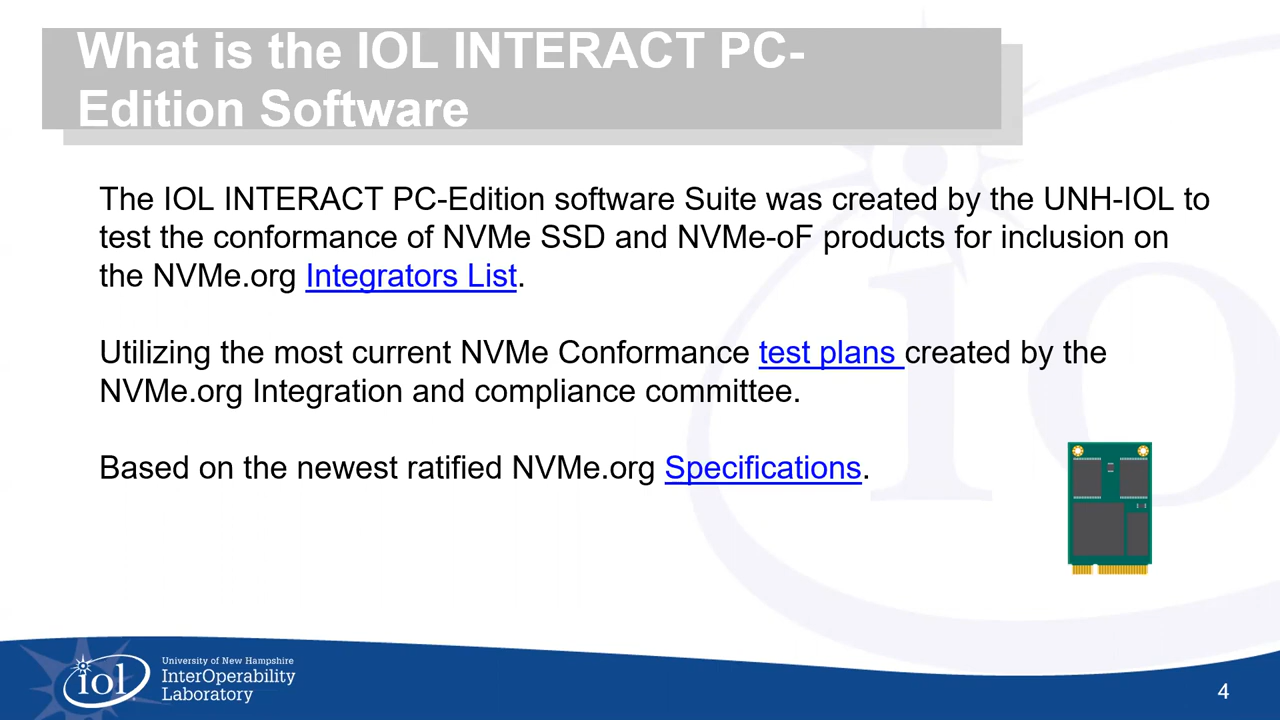 What is the IOL INTERACT PC-
Edition Software
The IOL INTERACT PC-Edition software Suite was created by the UNH-IOL to
test the conformance of NVMe SSD and NVMe-oF products for inclusion on
the NVMe.org Integrators List.
Utilizing the most current NVMe Conformance test plans created by the
NVMe.org Integration and compliance committee.
Based on the newest ratified NVMe.org Specifications.
iol
University of New Hampshire
InterOperability
Laboratory
4